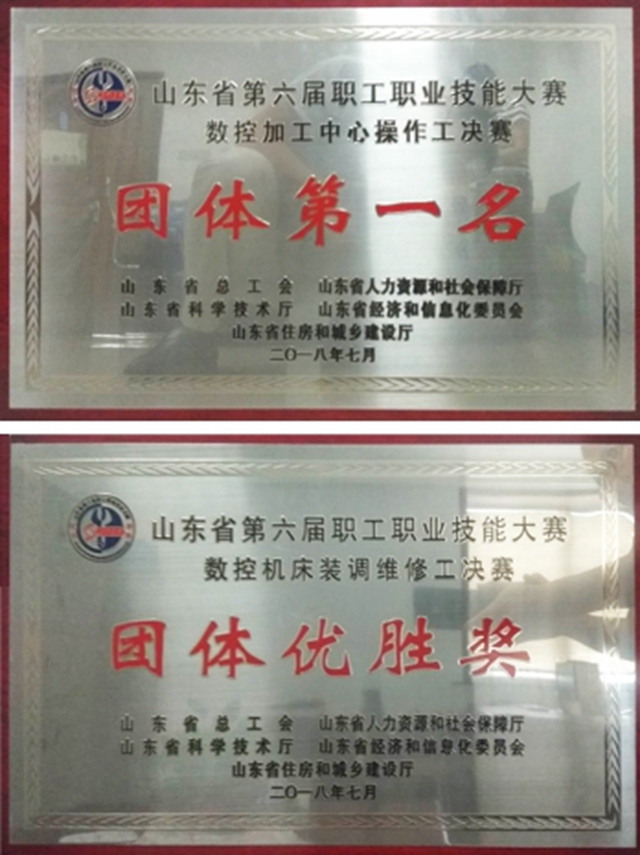 山东省第六届职工职业技能大赛
数控加工中心操作工决赛
团体第一名
山东省总工会 山东省人力资源和社会保障厅
山东省科学技术厅 山东省经济和信息化委员会
山东省住房和城乡建设厅
二〇一八年七月
山东省第六届职工职业技能大赛
数控机床装调维修工决赛
团体优胜奖
山东省总工会 山东省人力资源和社会保障厅
山东省科学技术厅 山东省经济和信息化委员会
山东省住房和城乡建设厅
二〇一八年七月